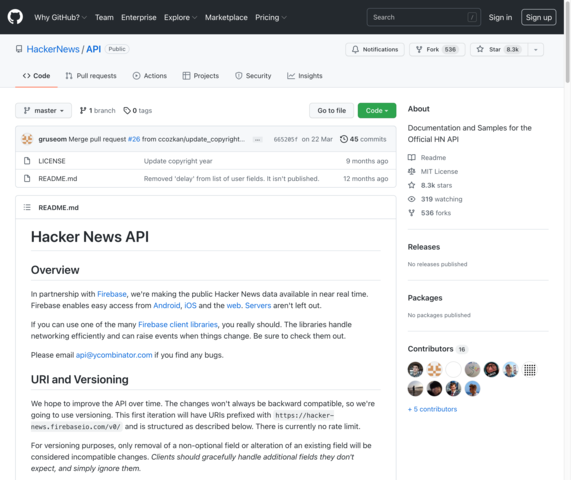 Why GitHub? Team Enterprise Explore Marketplace Pricing Search / Sign in Sign up
HackerNews / API Public Notifications Fork 536 Star 8.3k
Code Pull requests Actions Projects Security Insights
master 1 branch 0 tags Go to file Code
gruseom Merge pull request #26 from ccozkan/update_copyright... ... 665205f on 22 Mar 45 commits
LICENSE Update copyright year 9 months ago
README.md Removed 'delay' from list of user fields. It isn't published. 12 months ago
README.md
Hacker News API
Overview
In partnership with Firebase, we're making the public Hacker News data available in near real time.
Firebase enables easy access from Android, iOS and the web. Servers aren't left out.
If you can use one of the many Firebase client libraries, you really should. The libraries handle
networking efficiently and can raise events when things change. Be sure to check them out.
Please email api@ycombinator.com if you find any bugs.
URI and Versioning
We hope to improve the API over time. The changes won't always be backward compatible, so we're
going to use versioning. This first iteration will have URIs prefixed with https://hacker-
news.firebaseio.com/v0/ and is structured as described below. There is currently no rate limit.
For versioning purposes, only removal of a non-optional field or alteration of an existing field will be
considered incompatible changes. Clients should gracefully handle additional fields they don't
expect, and simply ignore them.
About
Documentation and Samples for the
Official HN API
Readme
MIT License
8.3k stars
319 watching
536 forks
Releases
No releases published
Packages
No packages published
Contributors 16
+ 5 contributors